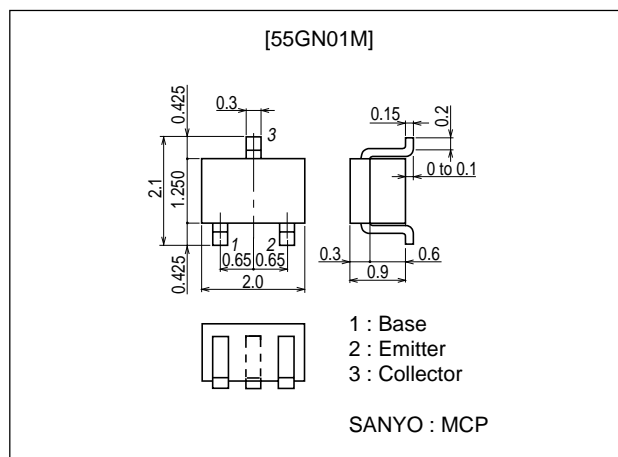 [55GN01M]
0.425
0.3
3
2.1
1.250
1
2
0.65 0.65
0.425
2.0
0.15
0.2
0 to 0.1
0.3
0.6
0.9
1 : Base
2 : Emitter
3 : Collector
SANYO : MCP